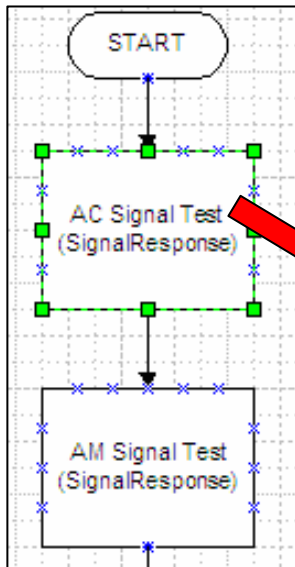 START
AC Signal Test
(SignalResponse)
AM Signal Test
(SignalResponse)